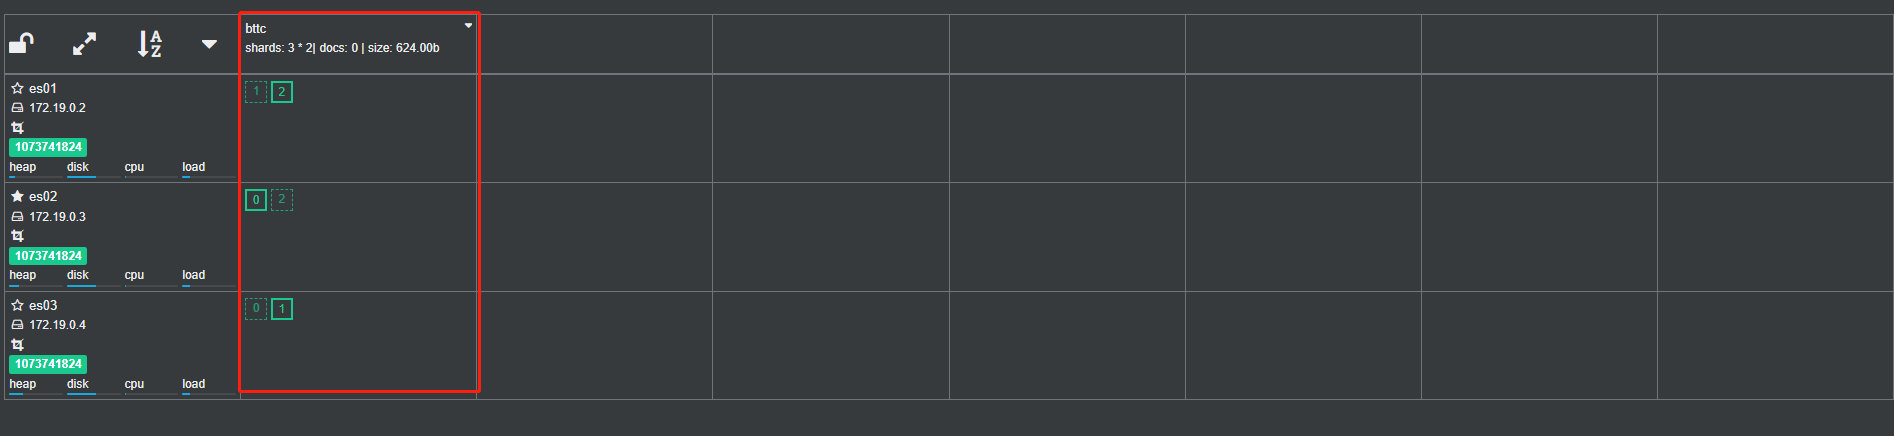 bttc
shards: 3 * 2| docs: 0 | size: 624.00b
A
Z
es01
172.19.0.2
1073741824
heap disk cpu load
1 2
es02
172.19.0.3
1073741824
heap disk cpu load
0 2
es03
172.19.0.4
1073741824
heap disk cpu load
0 1